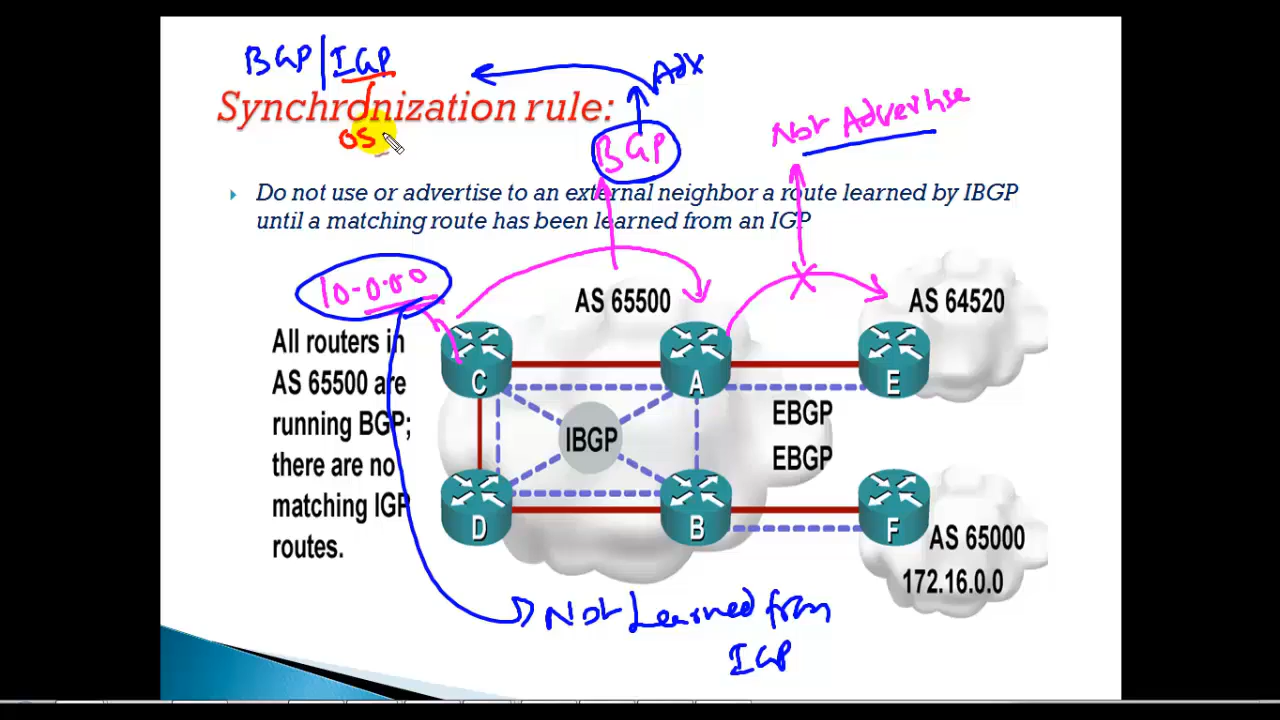 BGP/IGP
Adv
Synchronization rule:
OS
BGP
Not Advertise
Do not use or advertise to an external neighbor a route learned by IBGP
until a matching route has been learned from an IGP
10.0.0.0
AS 65500
AS 64520
All routers in
AS 65500 are
running BGP;
there are no
matching IGP
routes.
C
A
E
IBGP
EBGP
EBGP
D
B
F
AS 65000
172.16.0.0
Not Learned from
IGP